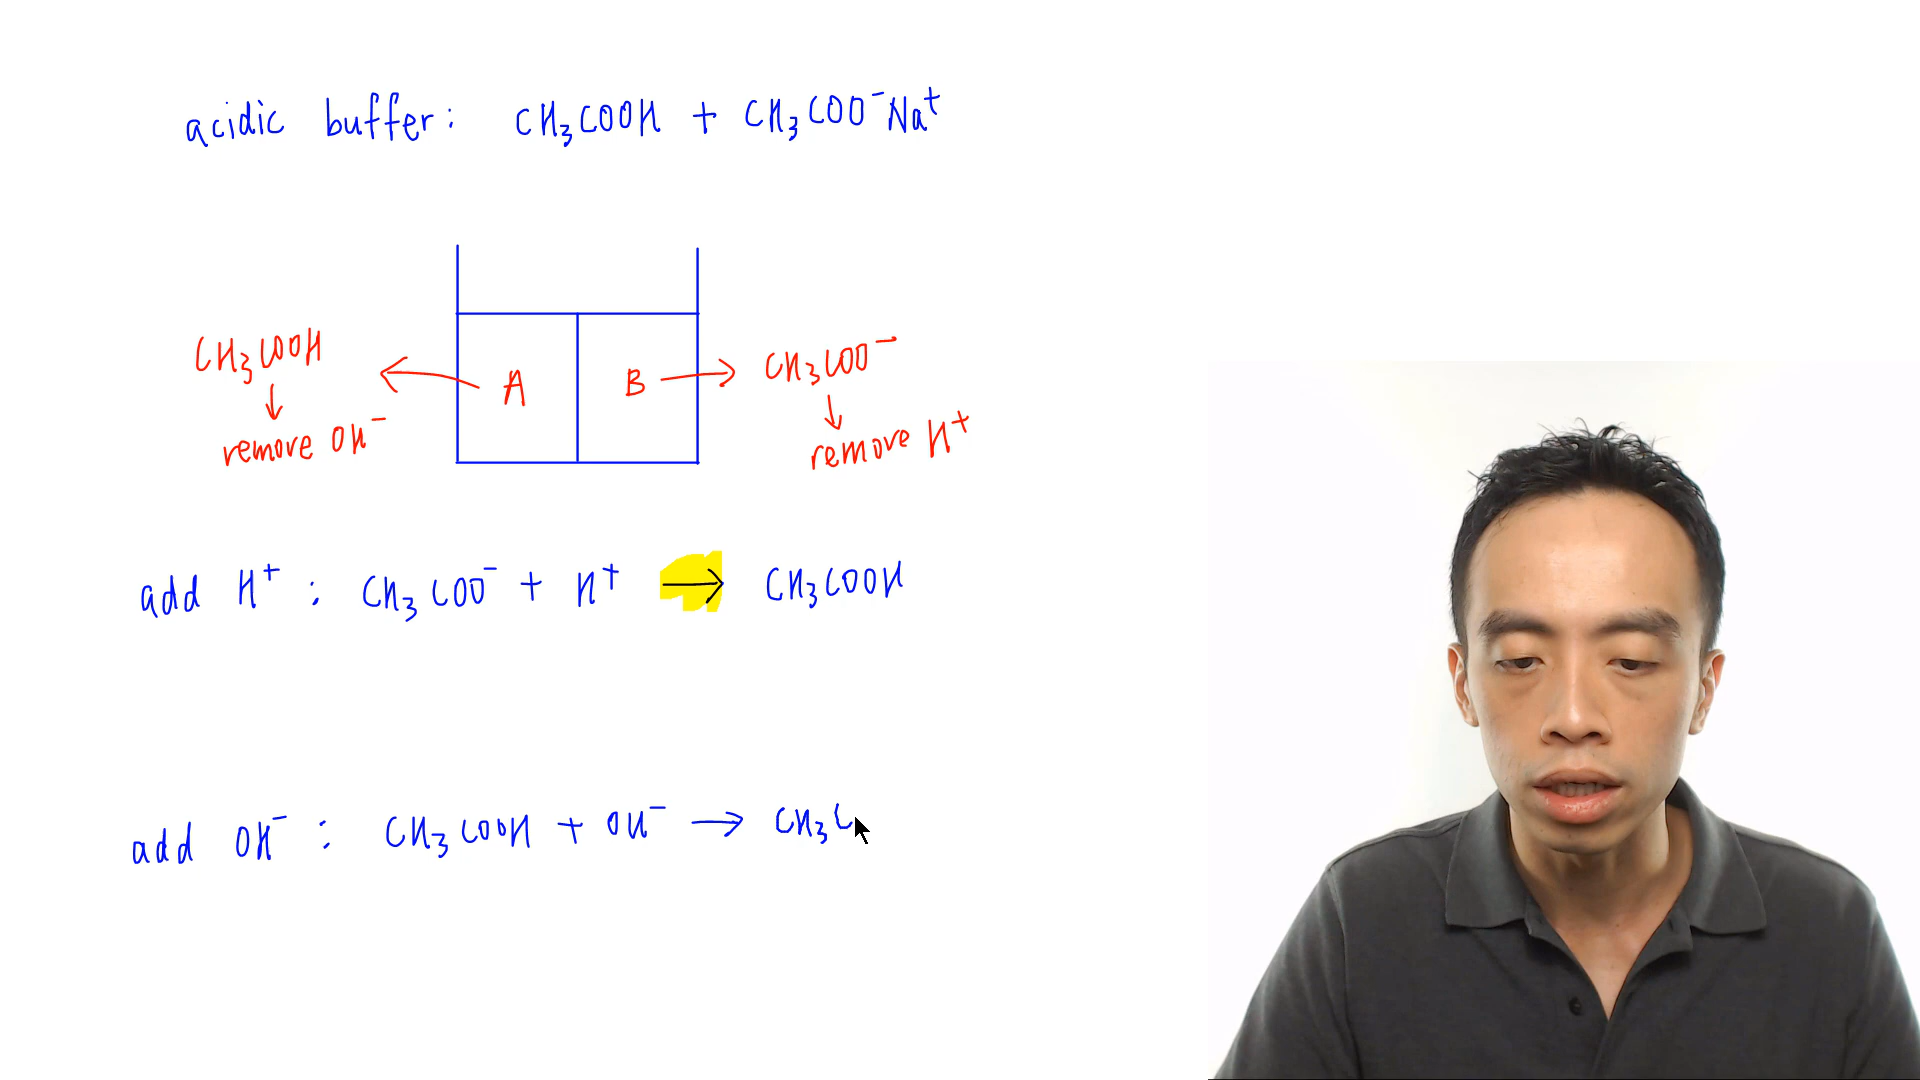 acidic buffer: CH₃COOH + CH₃COO⁻Na⁺
CH₃COOH
A
B
CH₃COO⁻
↓
↓
remove OH⁻
remove H⁺
add H⁺ : CH₃COO⁻ + H⁺ → CH₃COOH
add OH⁻ : CH₃COOH + OH⁻ → CH₃C